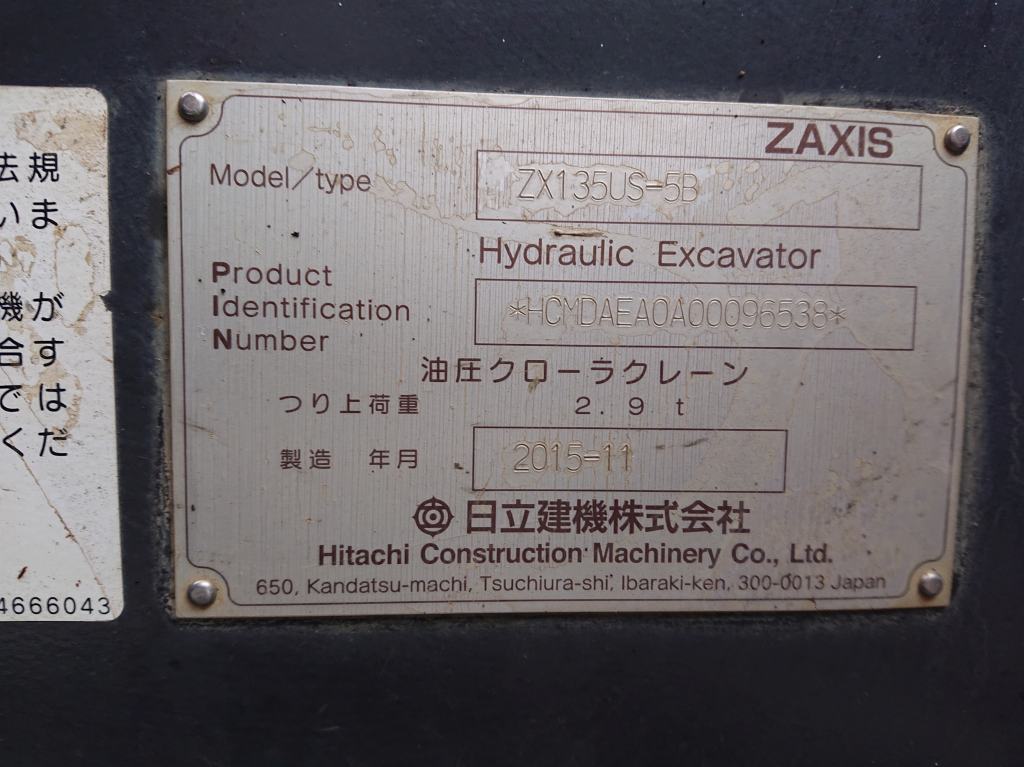 法規
いま
機が
合す
では
くだ
4666043
ZAXIS
Model/type ZX135US-5B
Hydraulic Excavator
Product
Identification *HCMDAEA0A00096538*
Number
油圧クローラクレーン
つり上荷重 2.9 t
製造 年月 2015-11
日立建機株式会社
Hitachi Construction Machinery Co., Ltd.
650, Kandatsu-machi, Tsuchiura-shi, Ibaraki-ken, 300-0013 Japan